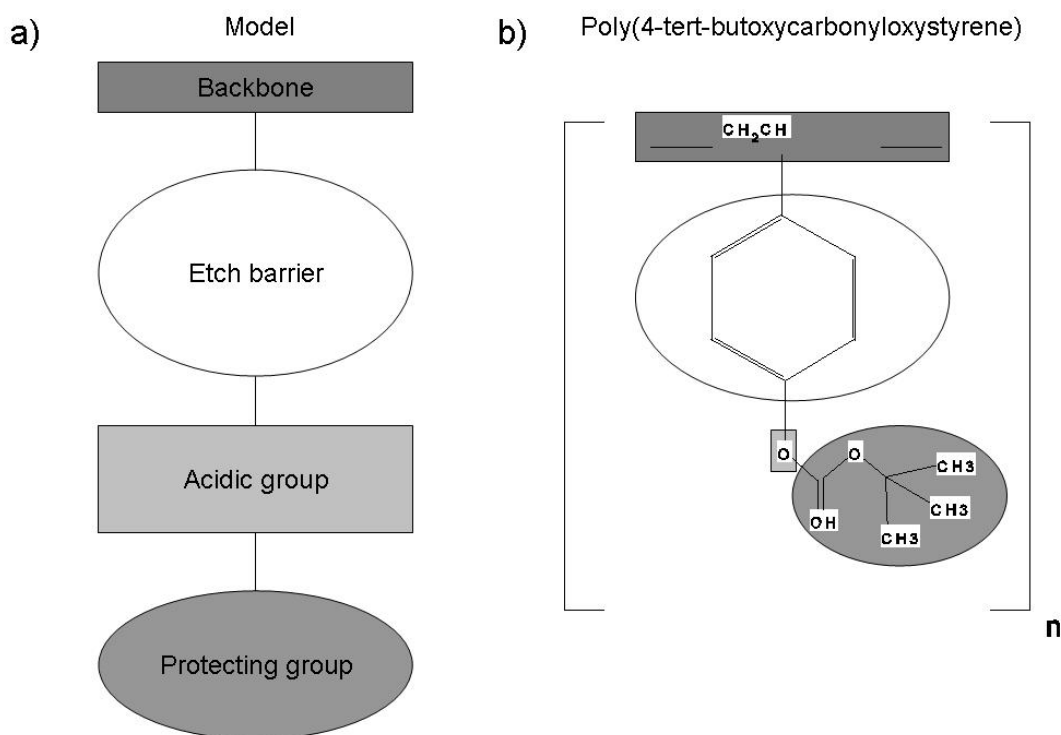 a)
Model
Backbone
Etch barrier
Acidic group
Protecting group
b)
Poly(4-tert-butoxycarbonyloxystyrene)
CH₂CH
O
O
CH3
CH3
OH
CH3
n